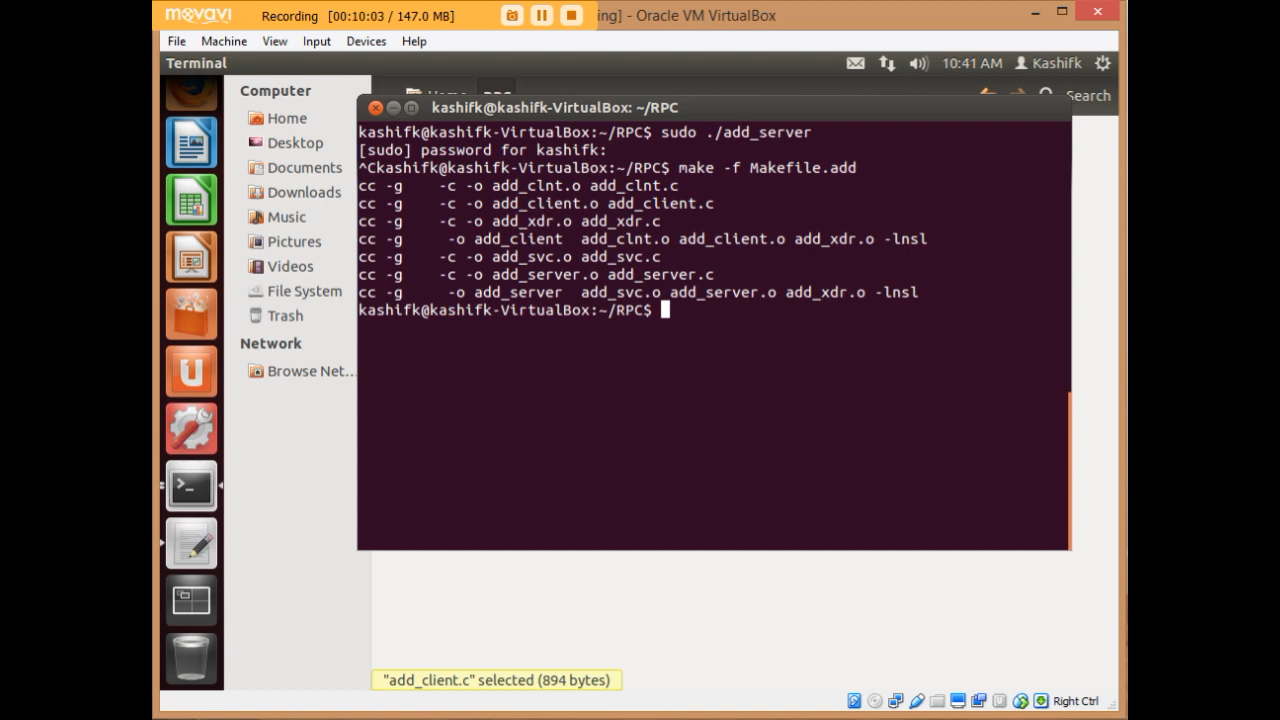 movavi Recording [00:10:03 / 147.0 MB] ing] - Oracle VM VirtualBox
File Machine View Input Devices Help
Terminal 10:41 AM Kashifk
Computer
Home
Desktop
Documents
Downloads
Music
Pictures
Videos
File System
Trash
Network
Browse Net...
Search
kashifk@kashifk-VirtualBox: ~/RPC
kashifk@kashifk-VirtualBox:~/RPC$ sudo ./add_server
[sudo] password for kashifk:
^Ckashifk@kashifk-VirtualBox:~/RPC$ make -f Makefile.add
cc -g    -c -o add_clnt.o add_clnt.c
cc -g    -c -o add_client.o add_client.c
cc -g    -c -o add_xdr.o add_xdr.c
cc -g     -o add_client  add_clnt.o add_client.o add_xdr.o -lnsl
cc -g    -c -o add_svc.o add_svc.c
cc -g    -c -o add_server.o add_server.c
cc -g     -o add_server  add_svc.o add_server.o add_xdr.o -lnsl
kashifk@kashifk-VirtualBox:~/RPC$
"add_client.c" selected (894 bytes)
Right Ctrl